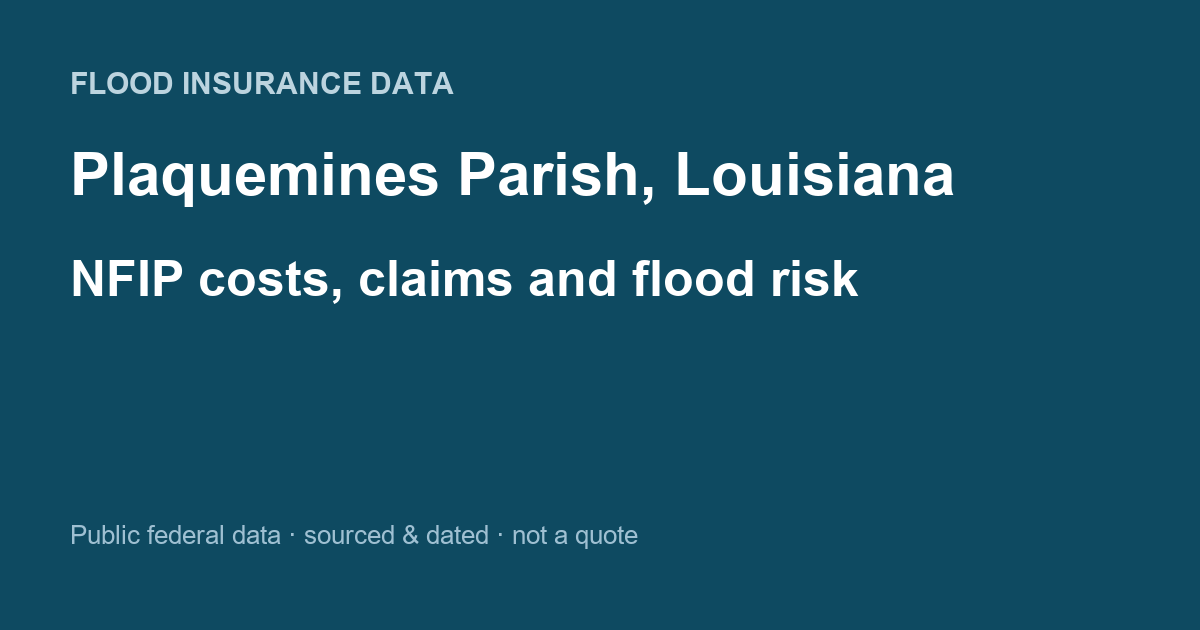 FLOOD INSURANCE DATA
Plaquemines Parish, Louisiana
NFIP costs, claims and flood risk
Public federal data · sourced & dated · not a quote